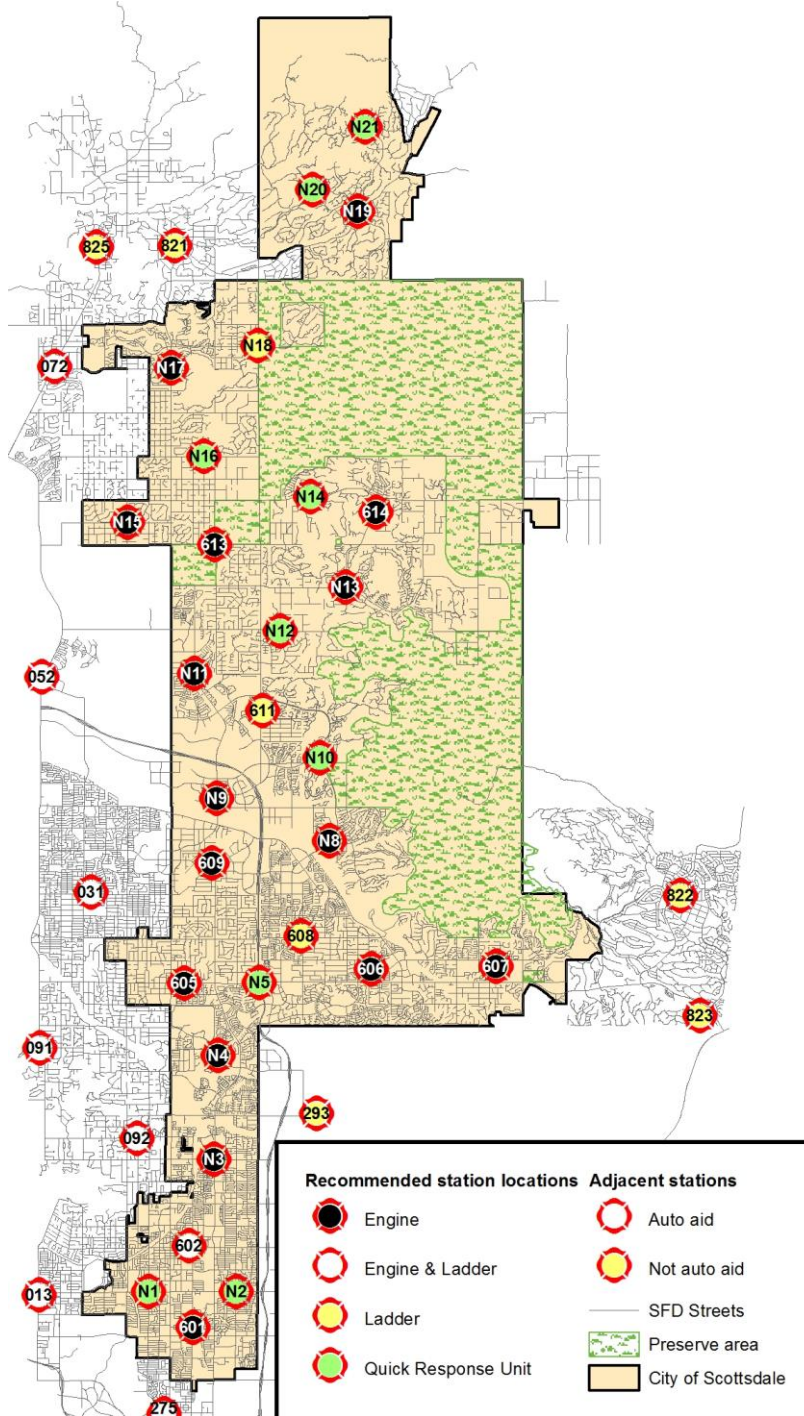 N21
N20
N19
825
821
N18
072
N17
N16
N14
614
N15
613
N13
N12
052
N11
611
N10
N9
N8
609
031
822
608
606
607
605
N5
823
091
N4
293
092
N3
602
013
N1
N2
601
275
Recommended station locations
Engine
Engine & Ladder
Ladder
Quick Response Unit
Adjacent stations
Auto aid
Not auto aid
SFD Streets
Preserve area
City of Scottsdale